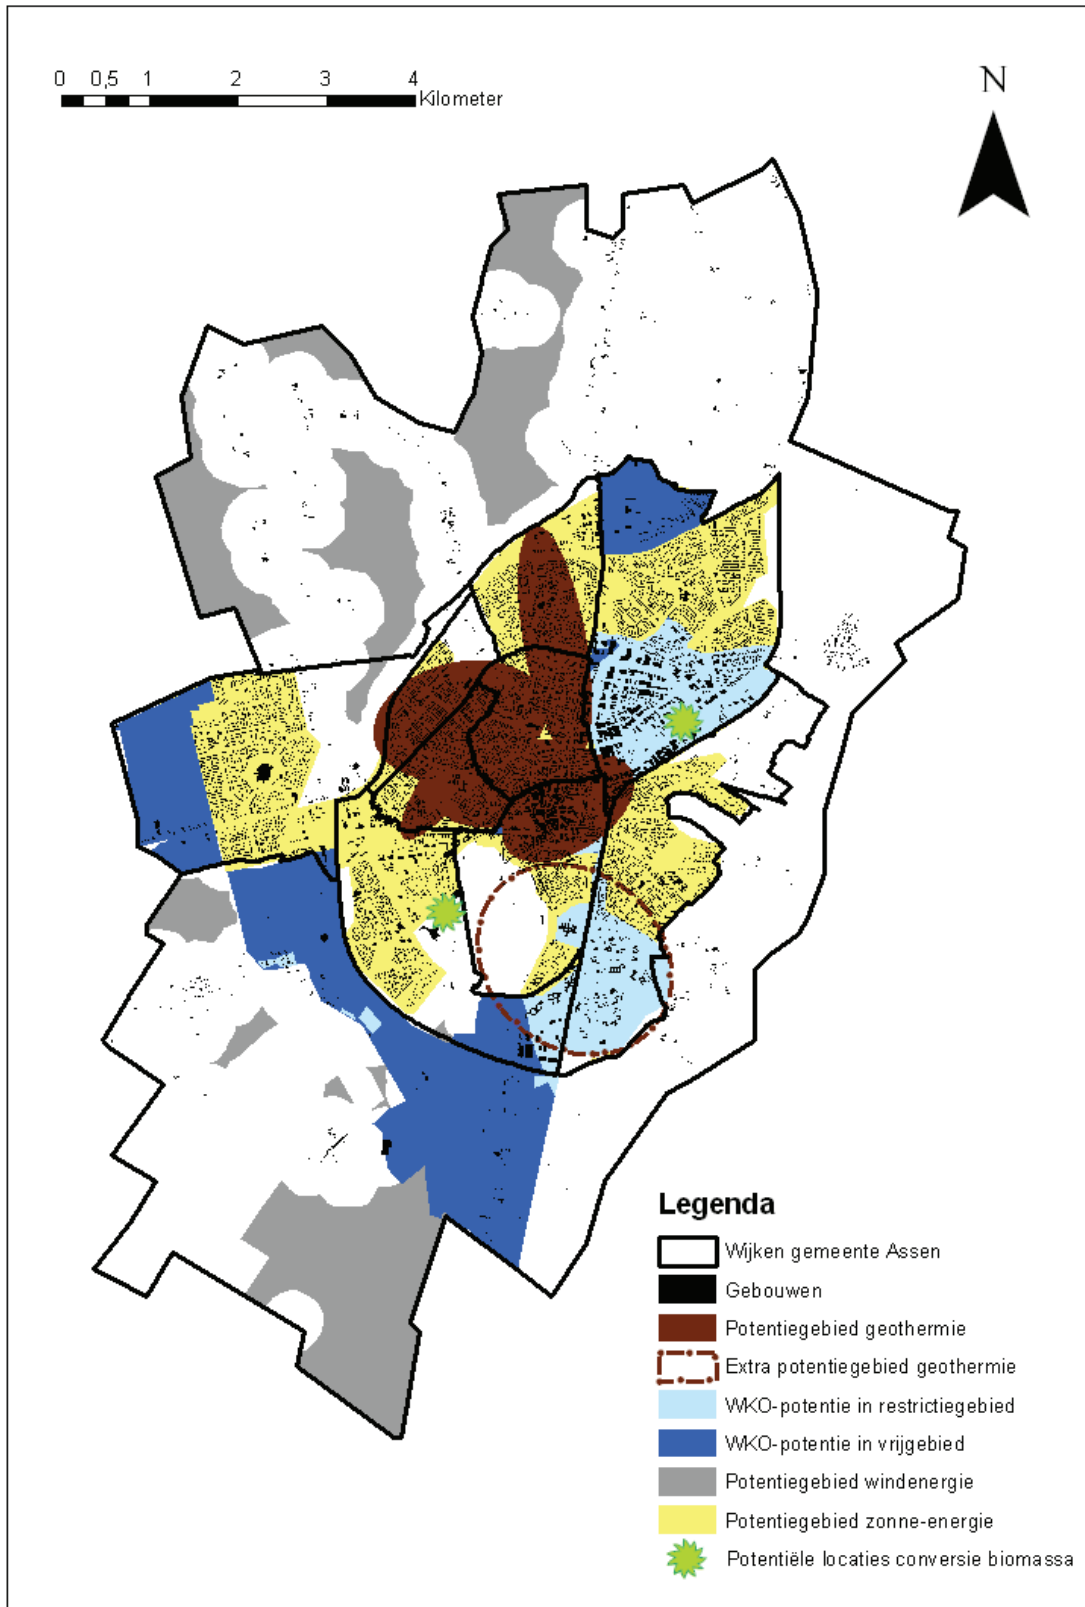 0 0,5 1 2 3 4
Kilometer
N
Legenda
Wijken gemeente Assen
Gebouwen
Potentiegebied geothermie
Extra potentiegebied geothermie
WKO-potentie in restrictiegebied
WKO-potentie in vrijgebied
Potentiegebied windenergie
Potentiegebied zonne-energie
Potentiële locaties conversie biomassa